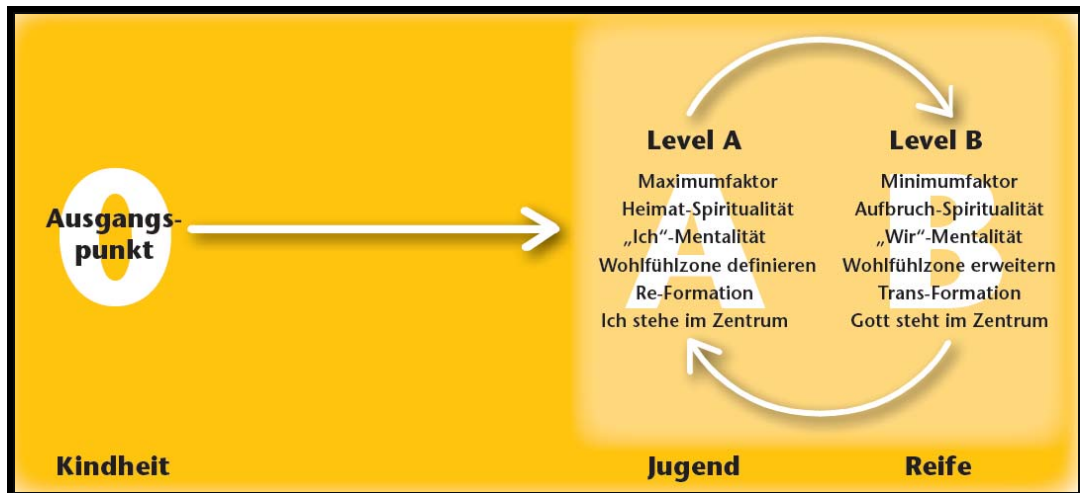 0
Ausgangs-
punkt
Level A
A
Maximumfaktor
Heimat-Spiritualität
„Ich“-Mentalität
Wohlfühlzone definieren
Re-Formation
Ich stehe im Zentrum
Level B
B
Minimumfaktor
Aufbruch-Spiritualität
„Wir“-Mentalität
Wohlfühlzone erweitern
Trans-Formation
Gott steht im Zentrum
Kindheit
Jugend
Reife